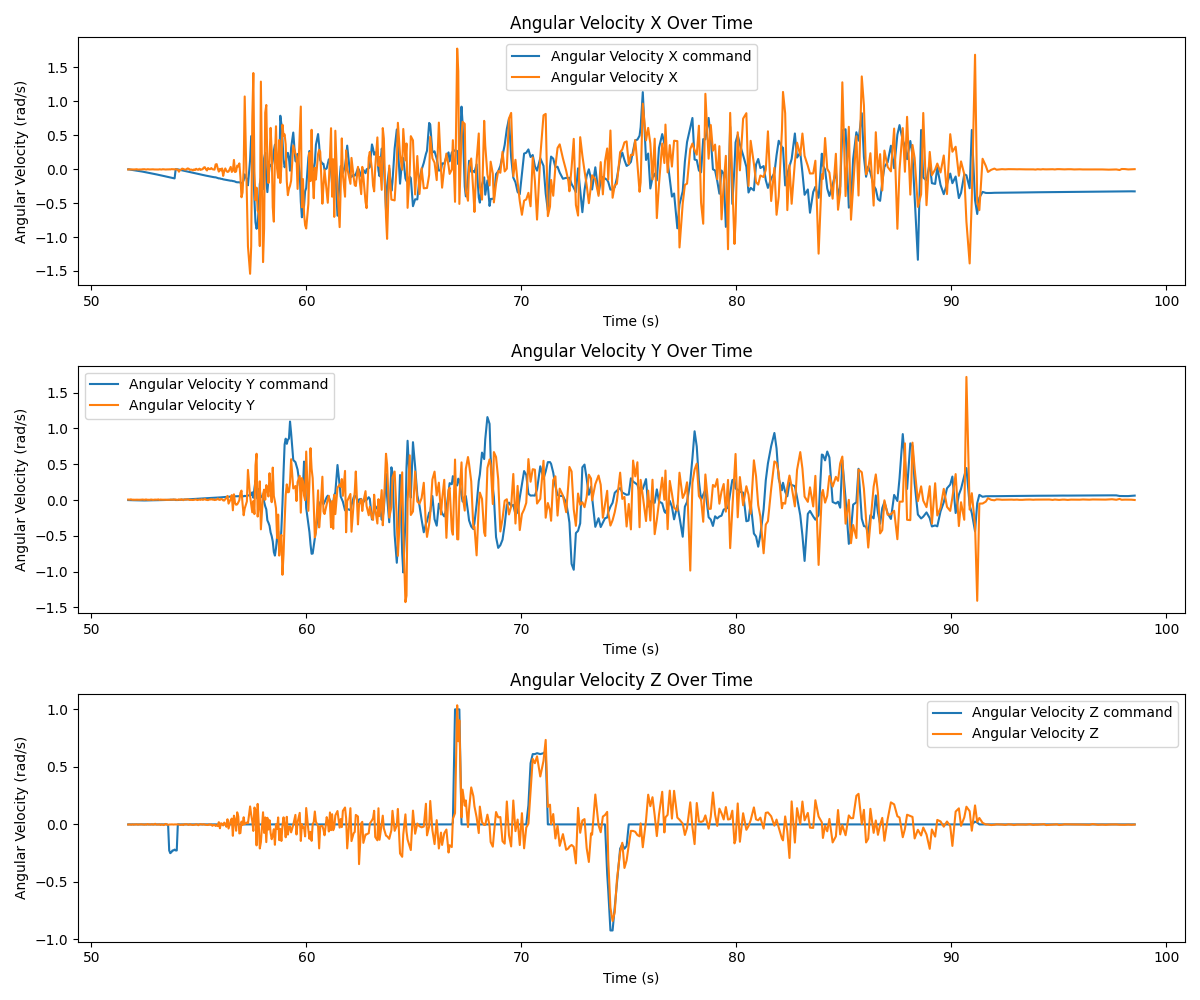 Angular Velocity X Over Time
Angular Velocity X command
Angular Velocity X
Angular Velocity (rad/s)
1.5
1.0
0.5
0.0
−0.5
−1.0
−1.5
50
60
70
80
90
100
Time (s)
Angular Velocity Y Over Time
Angular Velocity Y command
Angular Velocity Y
Angular Velocity (rad/s)
1.5
1.0
0.5
0.0
−0.5
−1.0
−1.5
50
60
70
80
90
100
Time (s)
Angular Velocity Z Over Time
Angular Velocity Z command
Angular Velocity Z
Angular Velocity (rad/s)
1.0
0.5
0.0
−0.5
−1.0
50
60
70
80
90
100
Time (s)